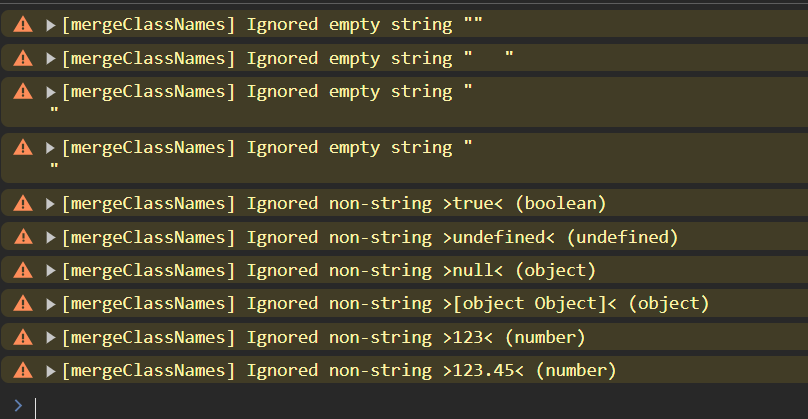 [mergeClassNames] Ignored empty string ""
[mergeClassNames] Ignored empty string "   "
[mergeClassNames] Ignored empty string "
"
[mergeClassNames] Ignored empty string "
"
[mergeClassNames] Ignored non-string >true< (boolean)
[mergeClassNames] Ignored non-string >undefined< (undefined)
[mergeClassNames] Ignored non-string >null< (object)
[mergeClassNames] Ignored non-string >[object Object]< (object)
[mergeClassNames] Ignored non-string >123< (number)
[mergeClassNames] Ignored non-string >123.45< (number)